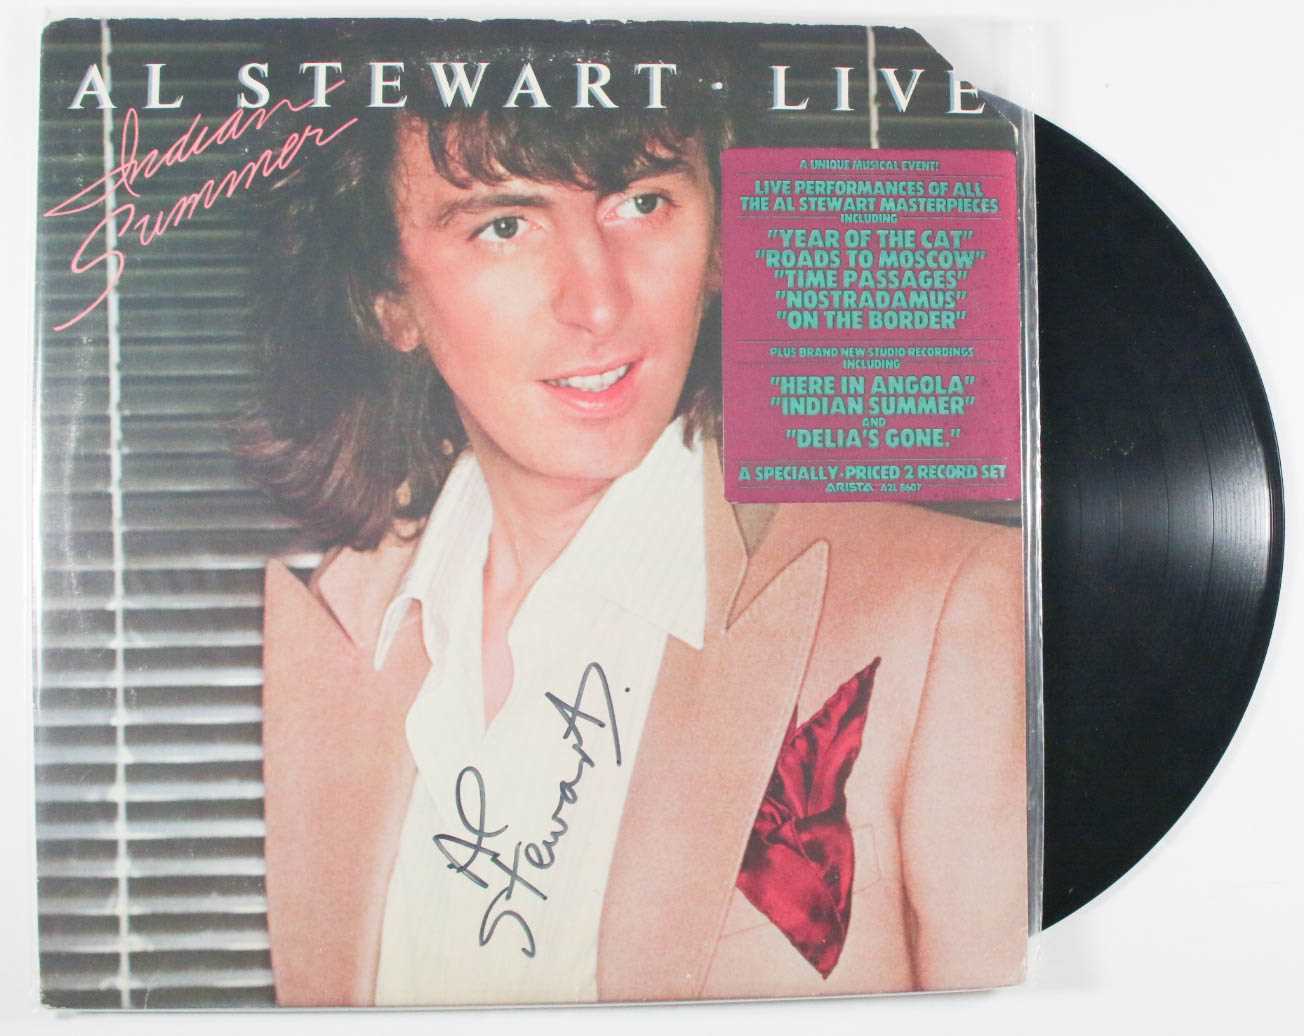 AL STEWART · LIVE
Indian
Summer
A UNIQUE MUSICAL EVENT!
LIVE PERFORMANCES OF ALL
THE AL STEWART MASTERPIECES
INCLUDING
"YEAR OF THE CAT"
"ROADS TO MOSCOW"
"TIME PASSAGES"
"NOSTRADAMUS"
"ON THE BORDER"
PLUS BRAND NEW STUDIO RECORDINGS
INCLUDING
"HERE IN ANGOLA"
"INDIAN SUMMER"
AND
"DELIA'S GONE."
A SPECIALLY-PRICED 2 RECORD SET
ARISTA A2L 8607
Al
Stewart.